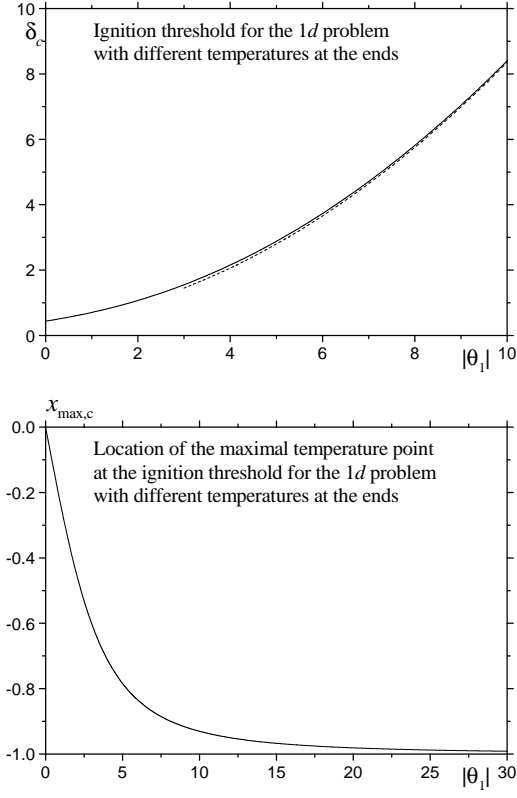 10
δc
Ignition threshold for the 1d problem
with different temperatures at the ends
8
6
4
2
0
0 2 4 6 8 10
|θ1|
xmax,c
0.0
Location of the maximal temperature point
at the ignition threshold for the 1d problem
with different temperatures at the ends
-0.2
-0.4
-0.6
-0.8
-1.0
0 5 10 15 20 25 30
|θ1|